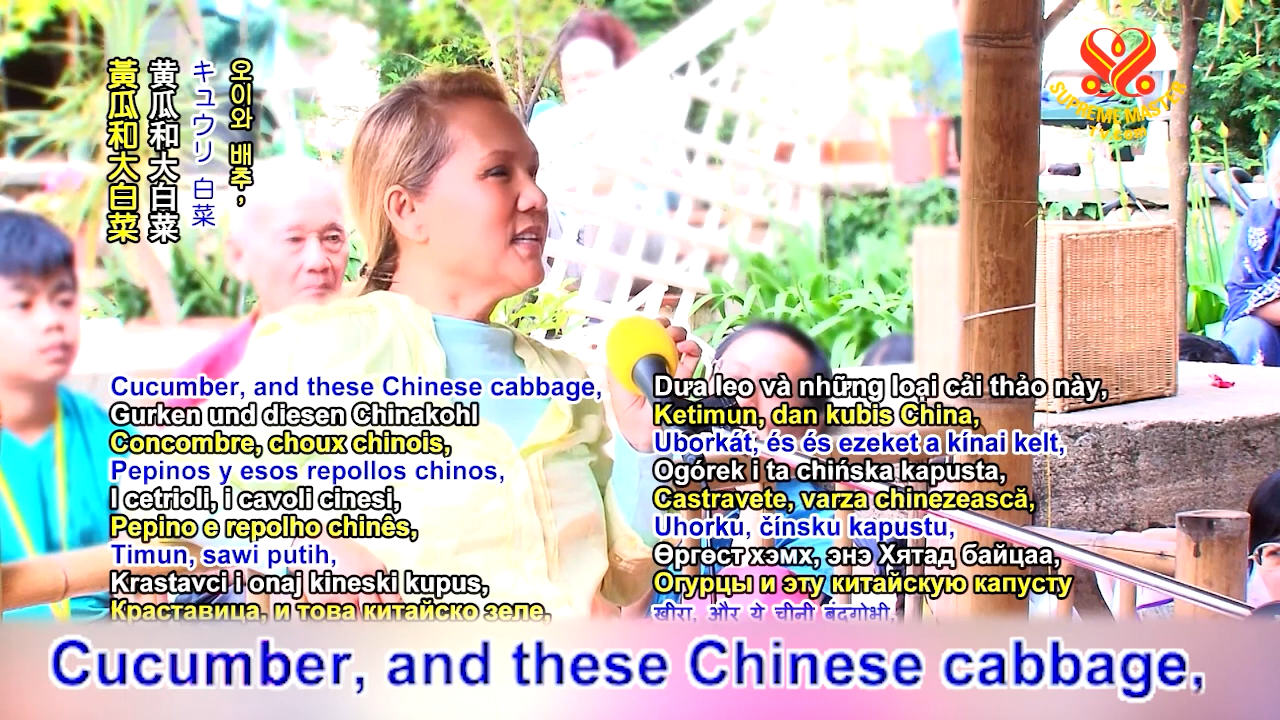 黃瓜和大白菜
黄瓜和大白菜
キュウリ 白菜
오이와 배추,
SUPREME MASTER
TV.com
Cucumber, and these Chinese cabbage,
Gurken und diesen Chinakohl
Concombre, choux chinois,
Pepinos y esos repollos chinos,
I cetrioli, i cavoli cinesi,
Pepino e repolho chinês,
Timun, sawi putih,
Krastavci i onaj kineski kupus,
Краставица, и това китайско зеле,
Dưa leo và những loại cải thảo này,
Ketimun, dan kubis China,
Uborkát, és és ezeket a kínai kelt,
Ogórek i ta chińska kapusta,
Castravete, varza chinezească,
Uhorku, čínsku kapustu,
Өргөст хэмх, энэ Хятад байцаа,
Огурцы и эту китайскую капусту
खीरा, और ये चीनी बंदगोभी,
Cucumber, and these Chinese cabbage,